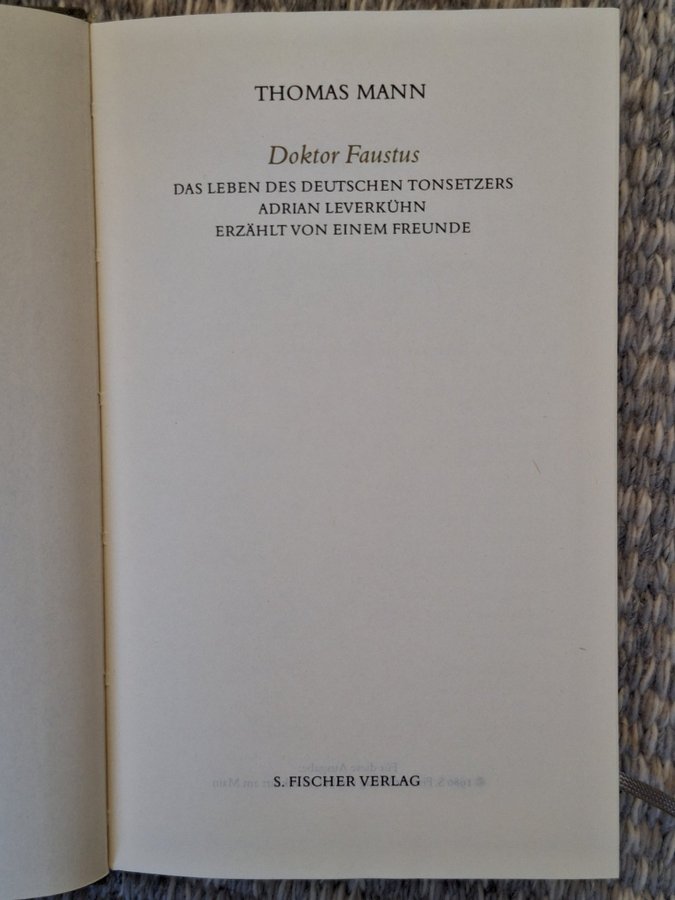 THOMAS MANN
Doktor Faustus
DAS LEBEN DES DEUTSCHEN TONSETZERS
ADRIAN LEVERKÜHN
ERZÄHLT VON EINEM FREUNDE
S. FISCHER VERLAG